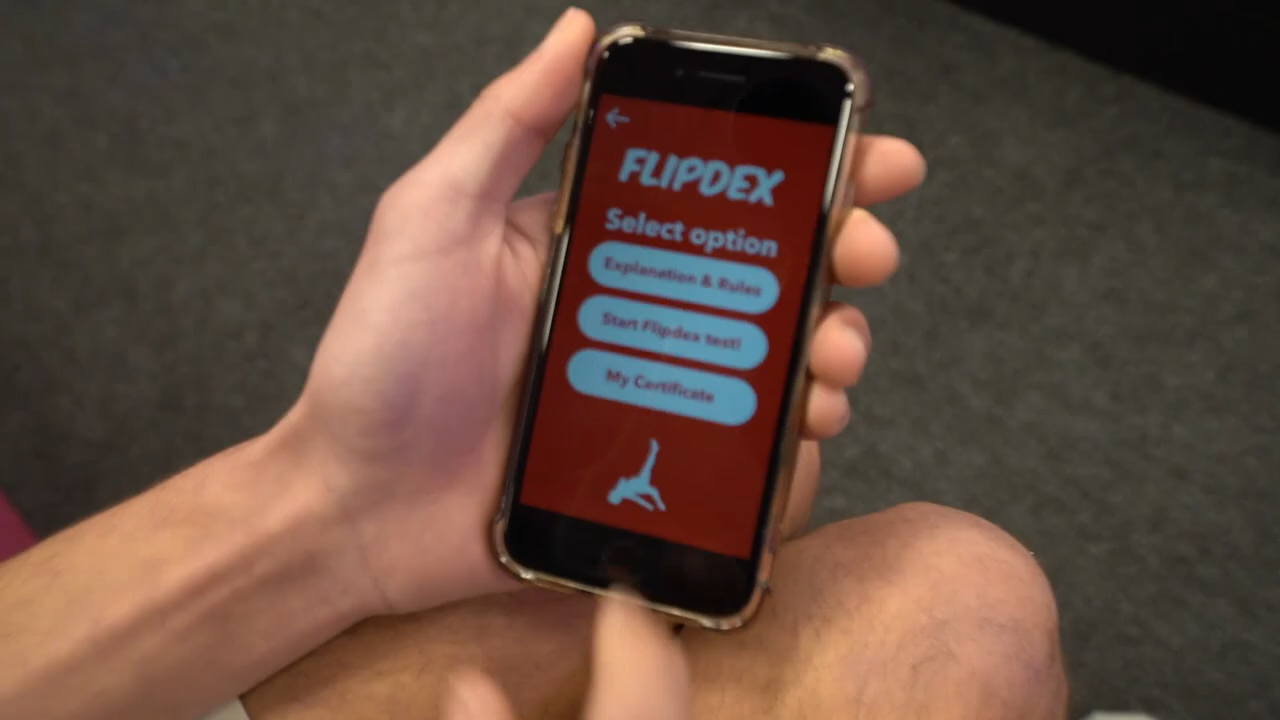 FLIPDEX
Select option
Explanation & Rules
Start Flipdex test!
My Certificate